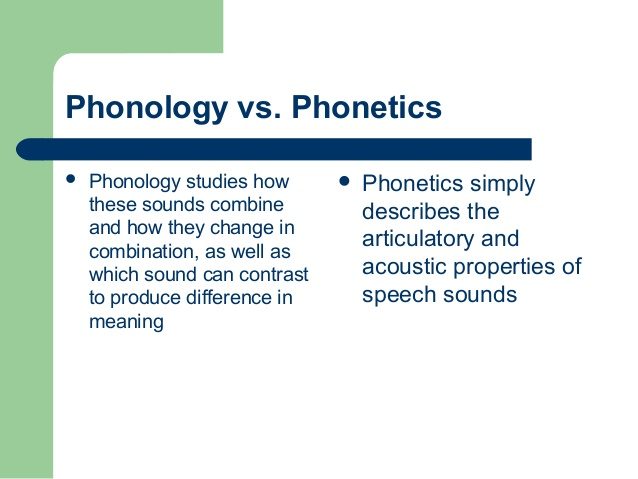 Phonology vs. Phonetics
Phonology studies how
these sounds combine
and how they change in
combination, as well as
which sound can contrast
to produce difference in
meaning
Phonetics simply
describes the
articulatory and
acoustic properties of
speech sounds